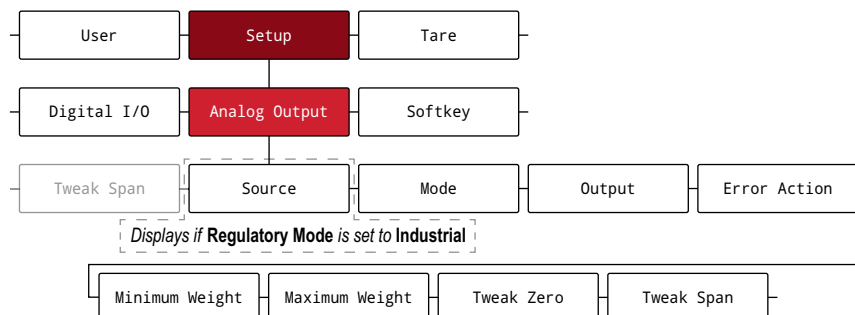 User Setup Tare
Digital I/O Analog Output Softkey
Tweak Span Source Mode Output Error Action
Displays if Regulatory Mode is set to Industrial
Minimum Weight Maximum Weight Tweak Zero Tweak Span